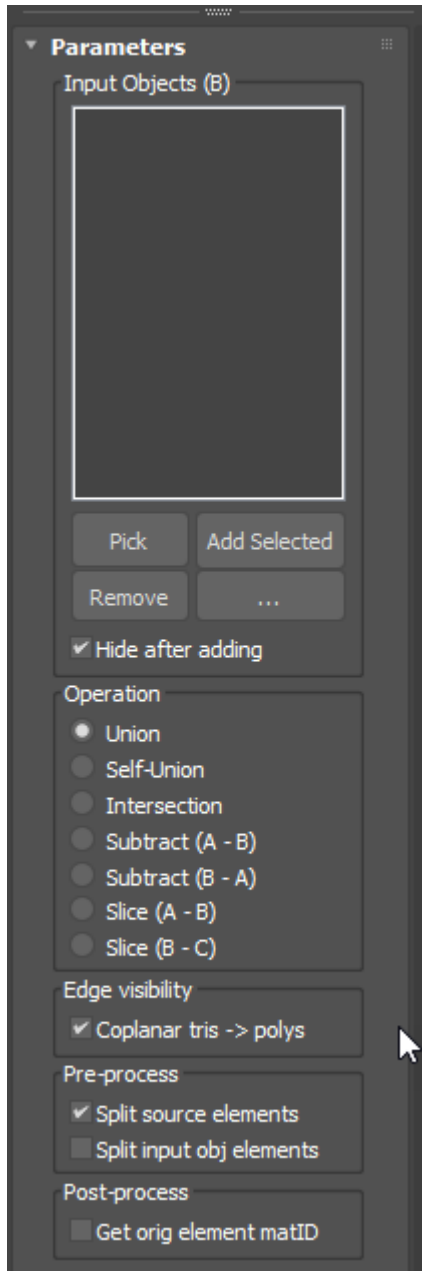 Parameters
Input Objects (B)
Pick
Add Selected
Remove
...
Hide after adding
Operation
Union
Self-Union
Intersection
Subtract (A - B)
Subtract (B - A)
Slice (A - B)
Slice (B - C)
Edge visibility
Coplanar tris -> polys
Pre-process
Split source elements
Split input obj elements
Post-process
Get orig element matID